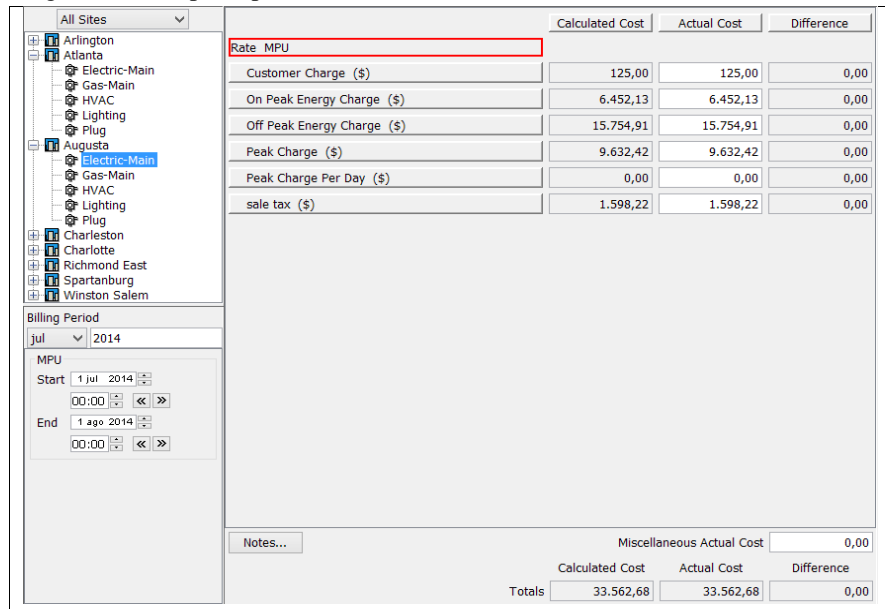 All Sites
Arlington
Atlanta
Electric-Main
Gas-Main
HVAC
Lighting
Plug
Augusta
Electric-Main
Gas-Main
HVAC
Lighting
Plug
Charleston
Charlotte
Richmond East
Spartanburg
Winston Salem
Billing Period
jul 2014
MPU
Start 1 jul 2014
00:00 « »
End 1 ago 2014
00:00 « »
Calculated Cost Actual Cost Difference
Rate MPU
Customer Charge ($) 125,00 125,00 0,00
On Peak Energy Charge ($) 6.452,13 6.452,13 0,00
Off Peak Energy Charge ($) 15.754,91 15.754,91 0,00
Peak Charge ($) 9.632,42 9.632,42 0,00
Peak Charge Per Day ($) 0,00 0,00 0,00
sale tax ($) 1.598,22 1.598,22 0,00
Notes... Miscellaneous Actual Cost 0,00
Calculated Cost Actual Cost Difference
Totals 33.562,68 33.562,68 0,00